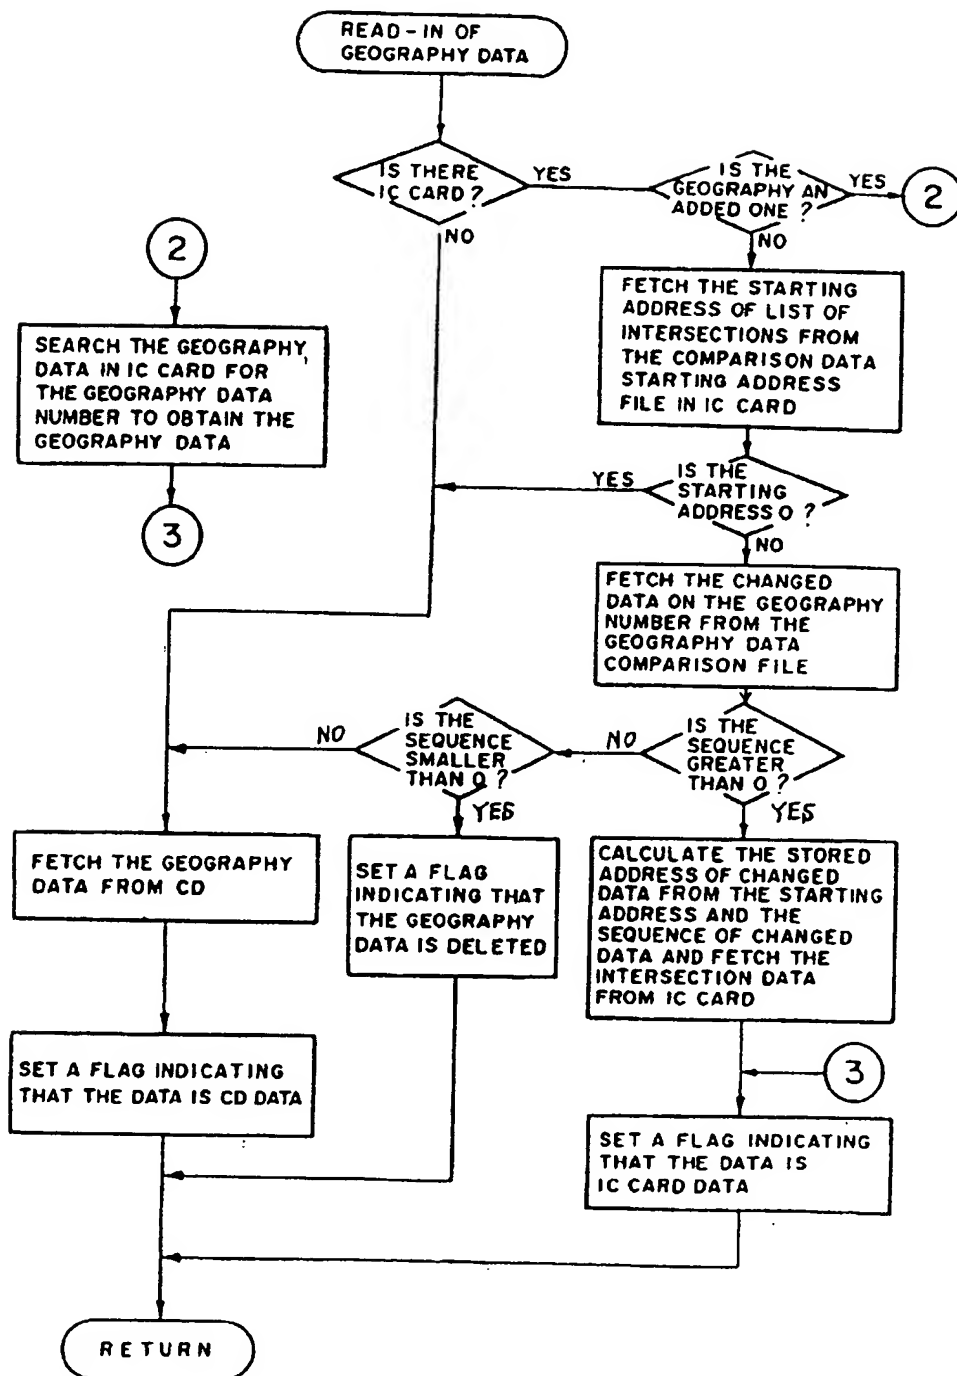 READ-IN OF
GEOGRAPHY DATA
IS THERE
IC CARD?
YES
NO
IS THE
GEOGRAPHY AN
ADDED ONE?
YES
2
NO
2
SEARCH THE GEOGRAPHY
DATA IN IC CARD FOR
THE GEOGRAPHY DATA
NUMBER TO OBTAIN THE
GEOGRAPHY DATA
3
FETCH THE STARTING
ADDRESS OF LIST OF
INTERSECTIONS FROM
THE COMPARISON DATA
STARTING ADDRESS
FILE IN IC CARD
YES
IS THE
STARTING
ADDRESS 0?
NO
FETCH THE CHANGED
DATA ON THE GEOGRAPHY
NUMBER FROM THE
GEOGRAPHY DATA
COMPARISON FILE
NO
IS THE
SEQUENCE
SMALLER
THAN 0?
YES
NO
IS THE
SEQUENCE
GREATER
THAN 0?
YES
FETCH THE GEOGRAPHY
DATA FROM CD
SET A FLAG
INDICATING THAT
THE GEOGRAPHY
DATA IS DELETED
CALCULATE THE STORED
ADDRESS OF CHANGED
DATA FROM THE STARTING
ADDRESS AND THE
SEQUENCE OF CHANGED
DATA AND FETCH THE
INTERSECTION DATA
FROM IC CARD
SET A FLAG INDICATING
THAT THE DATA IS CD DATA
3
SET A FLAG INDICATING
THAT THE DATA IS
IC CARD DATA
RETURN